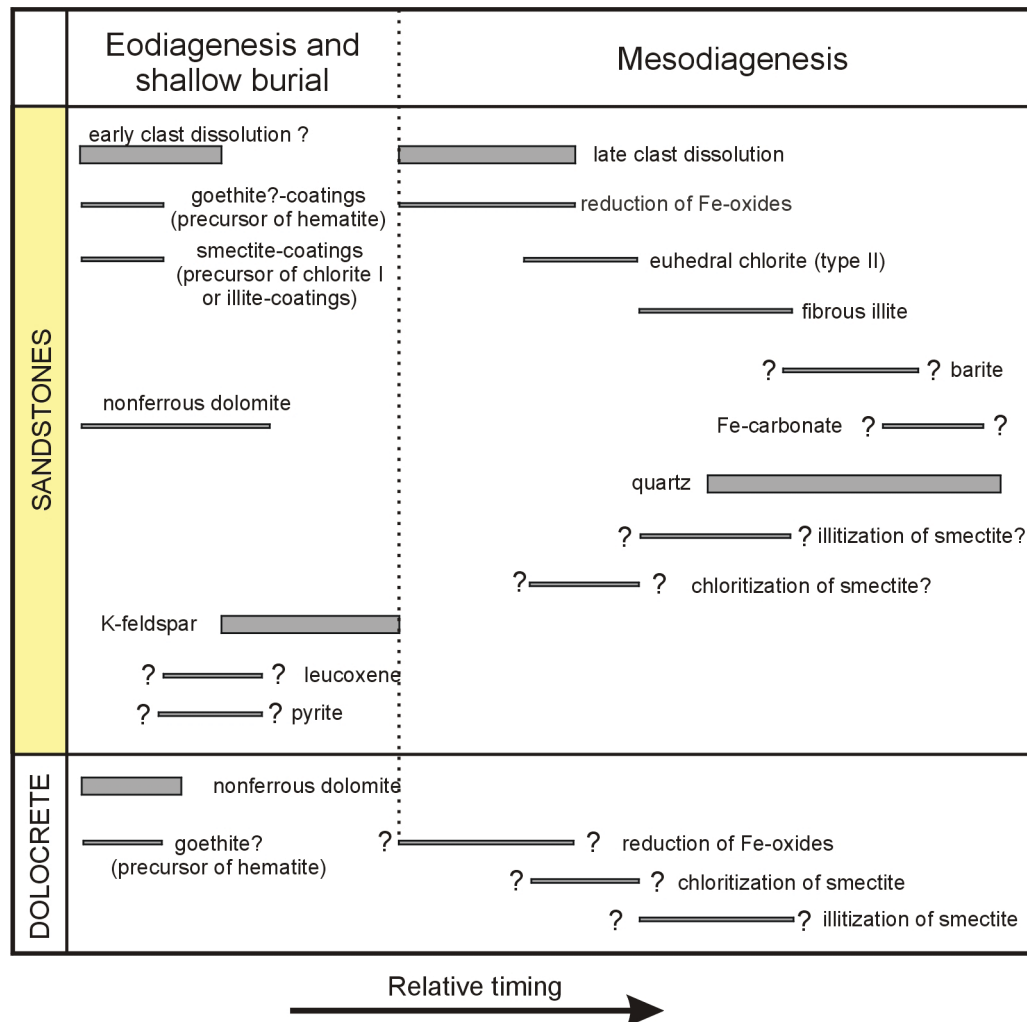 Eodiagenesis and
shallow burial
Mesodiagenesis
SANDSTONES
early clast dissolution ?
late clast dissolution
goethite?-coatings
(precursor of hematite)
reduction of Fe-oxides
smectite-coatings
(precursor of chlorite I
or illite-coatings)
euhedral chlorite (type II)
fibrous illite
? ? barite
nonferrous dolomite
Fe-carbonate ? ?
quartz
? ? illitization of smectite?
? ? chloritization of smectite?
K-feldspar
? ? leucoxene
? ? pyrite
DOLOCRETE
nonferrous dolomite
goethite?
(precursor of hematite)
? ? reduction of Fe-oxides
? ? chloritization of smectite
? ? illitization of smectite
Relative timing